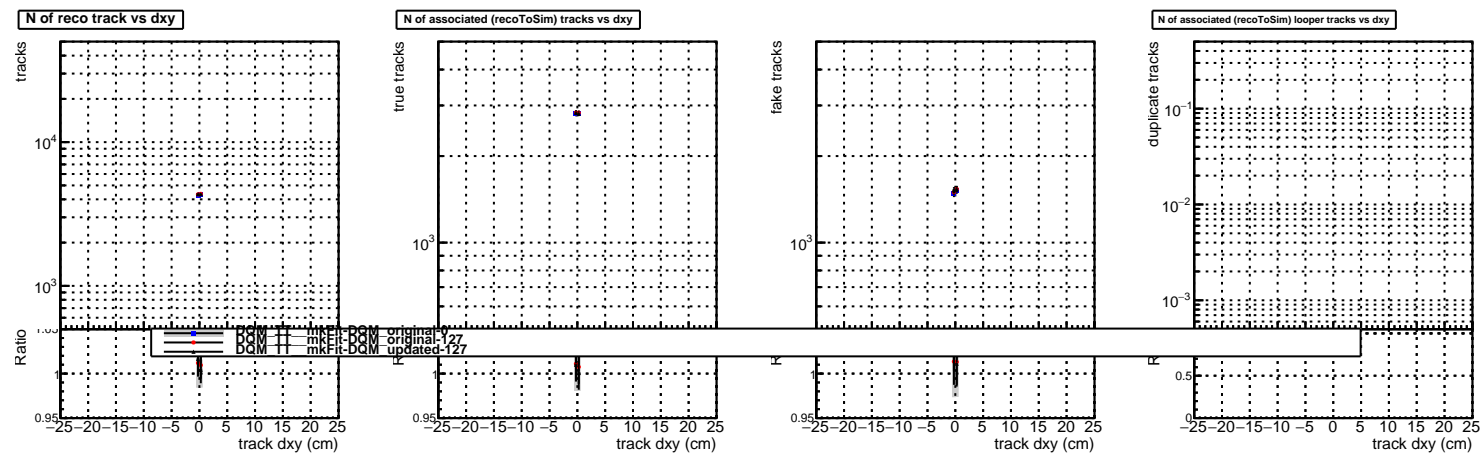 N of reco track vs dxy
tracks
10^4
10^3
1.05
Ratio
1
0.95
−25 −20 −15 −10 −5 0 5 10 15 20 25
track dxy (cm)
N of associated (recoToSim) tracks vs dxy
true tracks
10^3
1
0.95
−25 −20 −15 −10 −5 0 5 10 15 20 25
track dxy (cm)
fake tracks
10^3
1
0.95
−25 −20 −15 −10 −5 0 5 10 15 20 25
track dxy (cm)
N of associated (recoToSim) looper tracks vs dxy
duplicate tracks
10^−1
10^−2
10^−3
0.5
0
−25 −20 −15 −10 −5 0 5 10 15 20 25
track dxy (cm)
DQM_TT__mkFit-DQM_original-0
DQM_TT__mkFit-DQM_original-127
DQM_TT__mkFit-DQM_updated-127